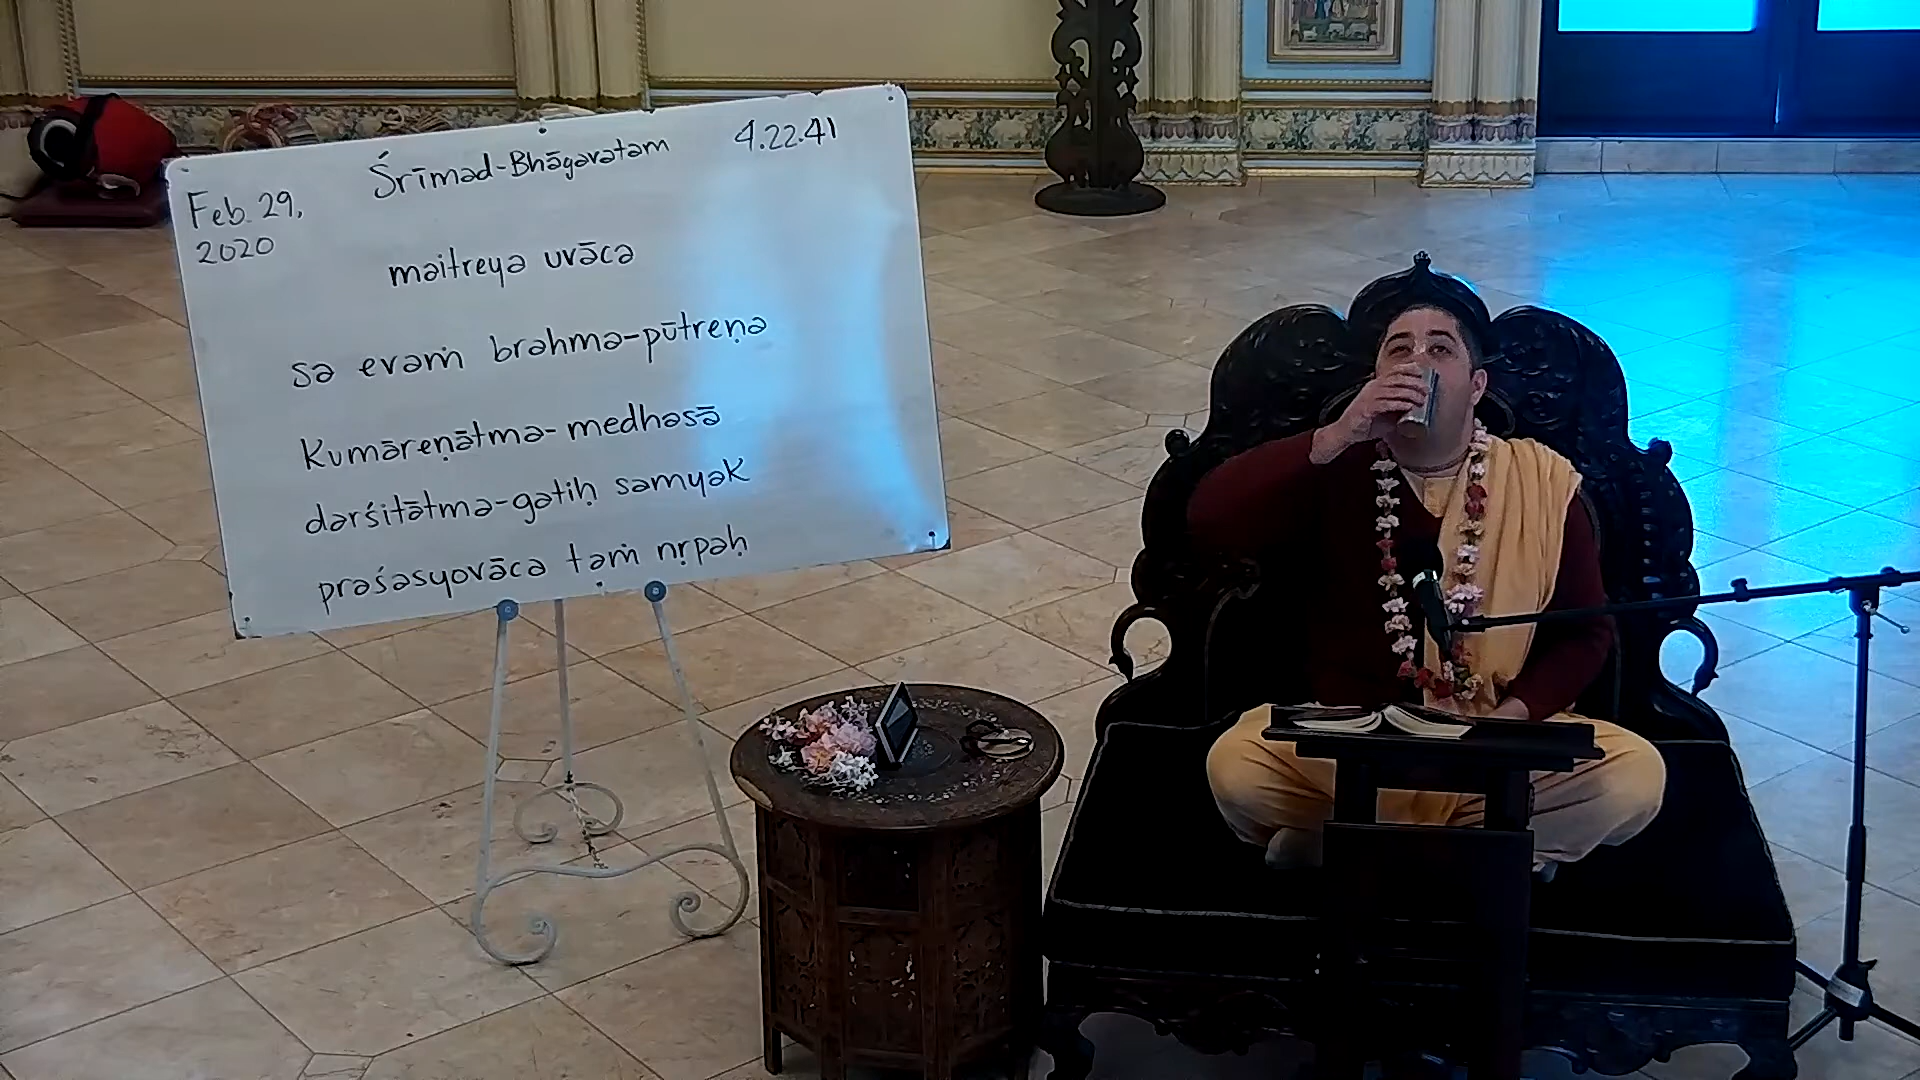 Śrīmad-Bhāgavatam 4.22.41
Feb. 29,
2020
maitreya uvāca
sa evaṁ brahma-pūtreṇa
Kumāreṇātma-medhasā
darśitātma-gatiḥ samyak
praśasyovāca taṁ nṛpaḥ